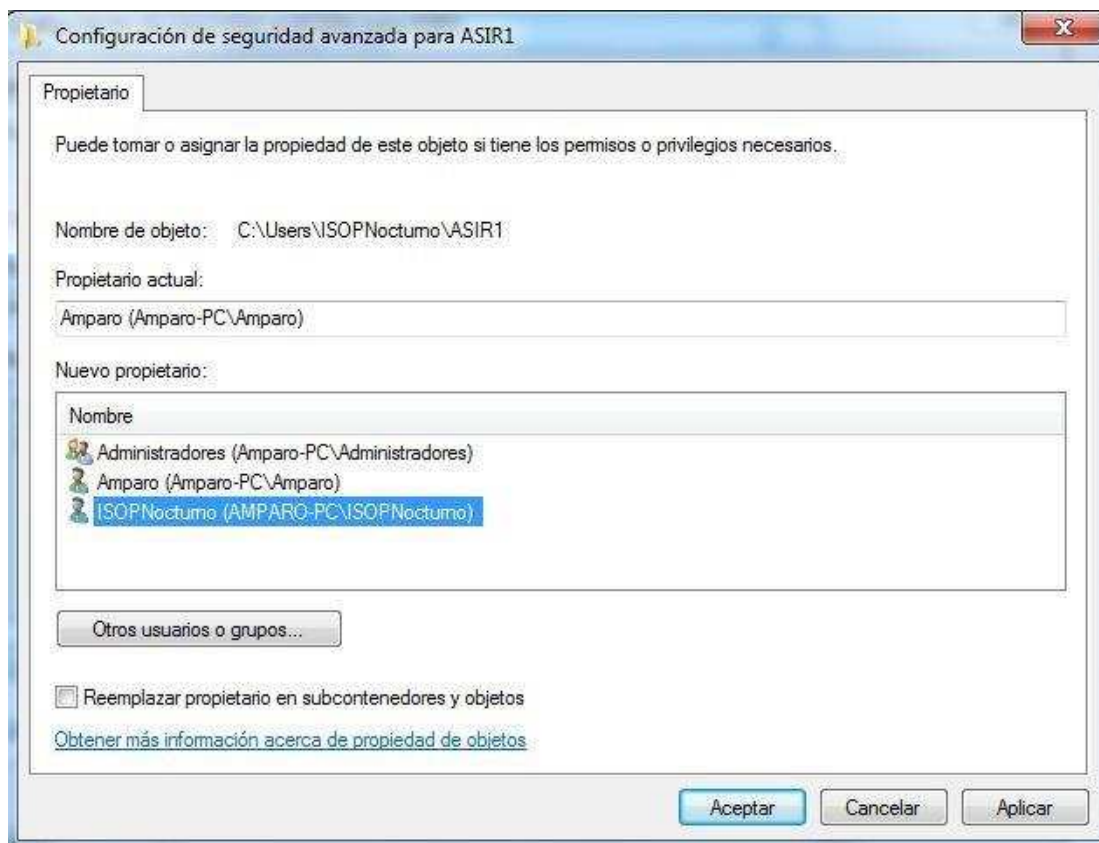 Configuración de seguridad avanzada para ASIR1
Propietario
Puede tomar o asignar la propiedad de este objeto si tiene los permisos o privilegios necesarios.
Nombre de objeto: C:\Users\ISOPNocturno\ASIR1
Propietario actual:
Amparo (Amparo-PC\Amparo)
Nuevo propietario:
Nombre
Administradores (Amparo-PC\Administradores)
Amparo (Amparo-PC\Amparo)
ISOPNocturno (AMPARO-PC\ISOPNocturno)
Otros usuarios o grupos...
Reemplazar propietario en subcontenedores y objetos
Obtener más información acerca de propiedad de objetos
Aceptar Cancelar Aplicar